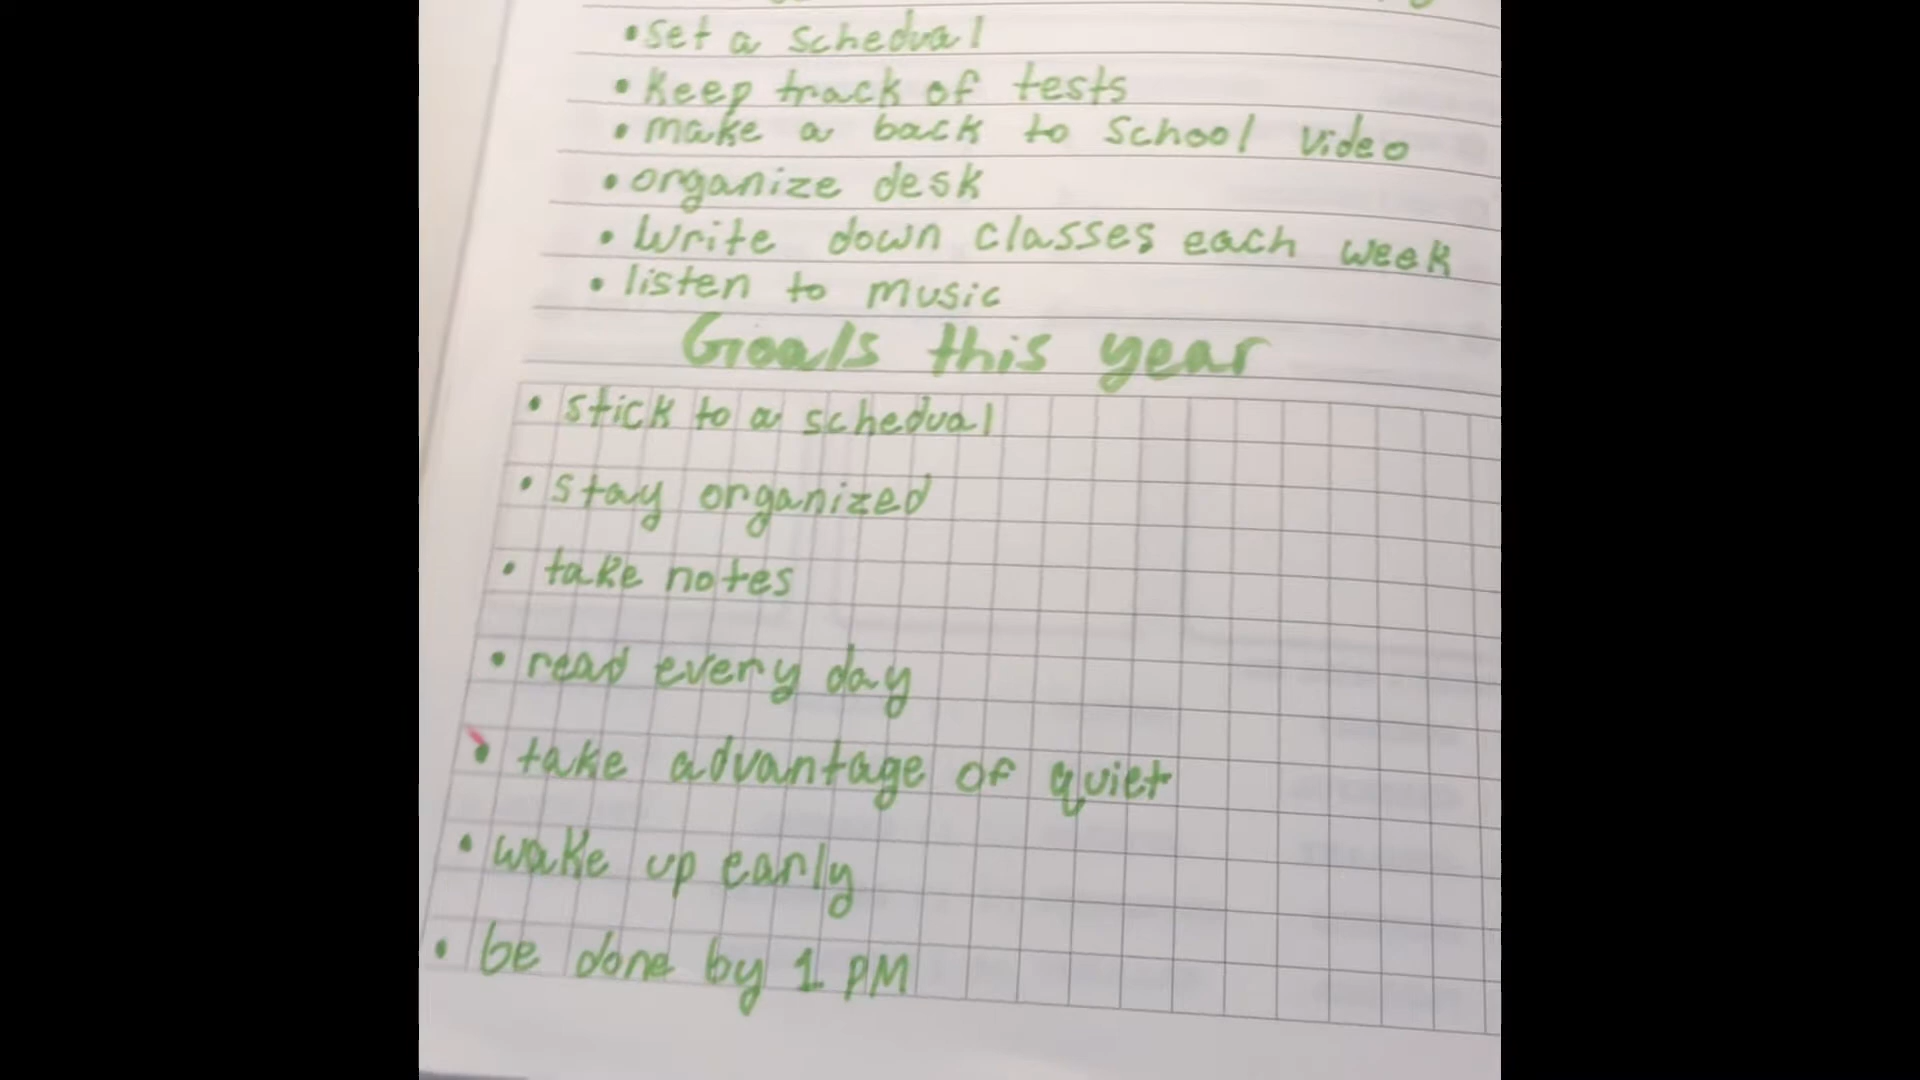 • set a schedual
• Keep track of tests
• make a back to school video
• organize desk
• Write down classes each week
• listen to music
Goals this year
• stick to a schedual
• stay organized
• take notes
• read every day
• take advantage of quiet
• wake up early
• be done by 1 PM